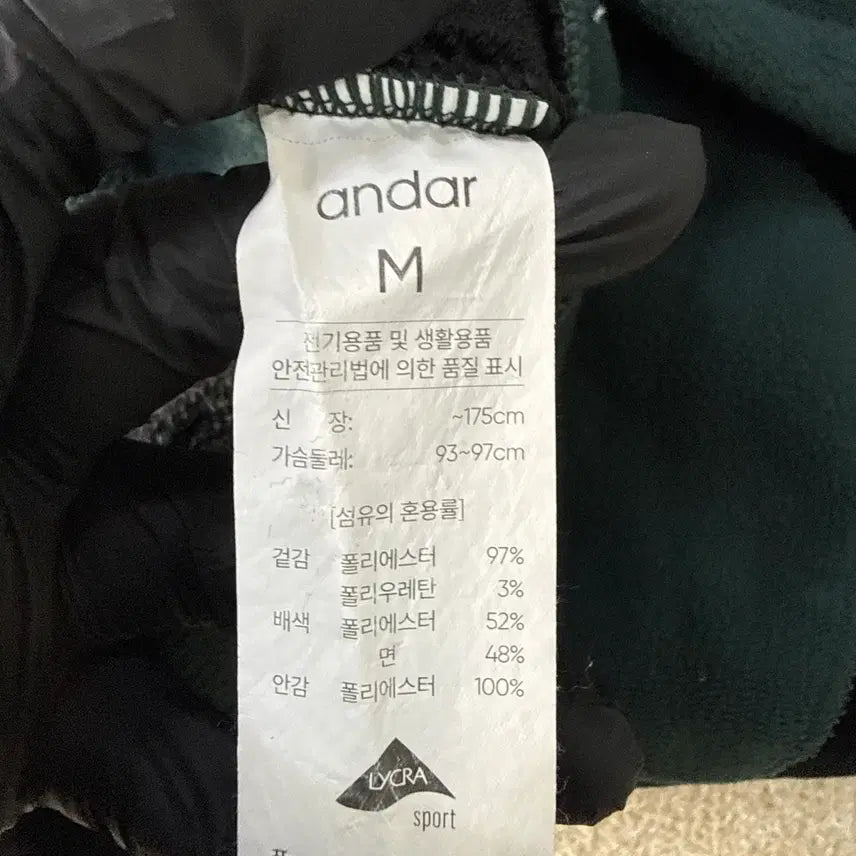 andar
M
전기용품 및 생활용품
안전관리법에 의한 품질 표시
신 장: ~175cm
가슴둘레: 93~97cm
[섬유의 혼용률]
겉감 폴리에스터 97%
폴리우레탄 3%
배색 폴리에스터 52%
면 48%
안감 폴리에스터 100%
LYCRA
sport